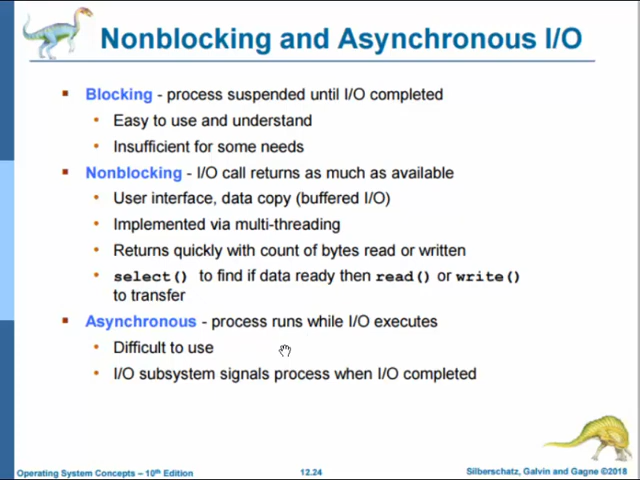 Nonblocking and Asynchronous I/O
▪ Blocking - process suspended until I/O completed
• Easy to use and understand
• Insufficient for some needs
▪ Nonblocking - I/O call returns as much as available
• User interface, data copy (buffered I/O)
• Implemented via multi-threading
• Returns quickly with count of bytes read or written
• select() to find if data ready then read() or write()
to transfer
▪ Asynchronous - process runs while I/O executes
• Difficult to use
• I/O subsystem signals process when I/O completed
Operating System Concepts – 10th Edition
12.24
Silberschatz, Galvin and Gagne ©2018